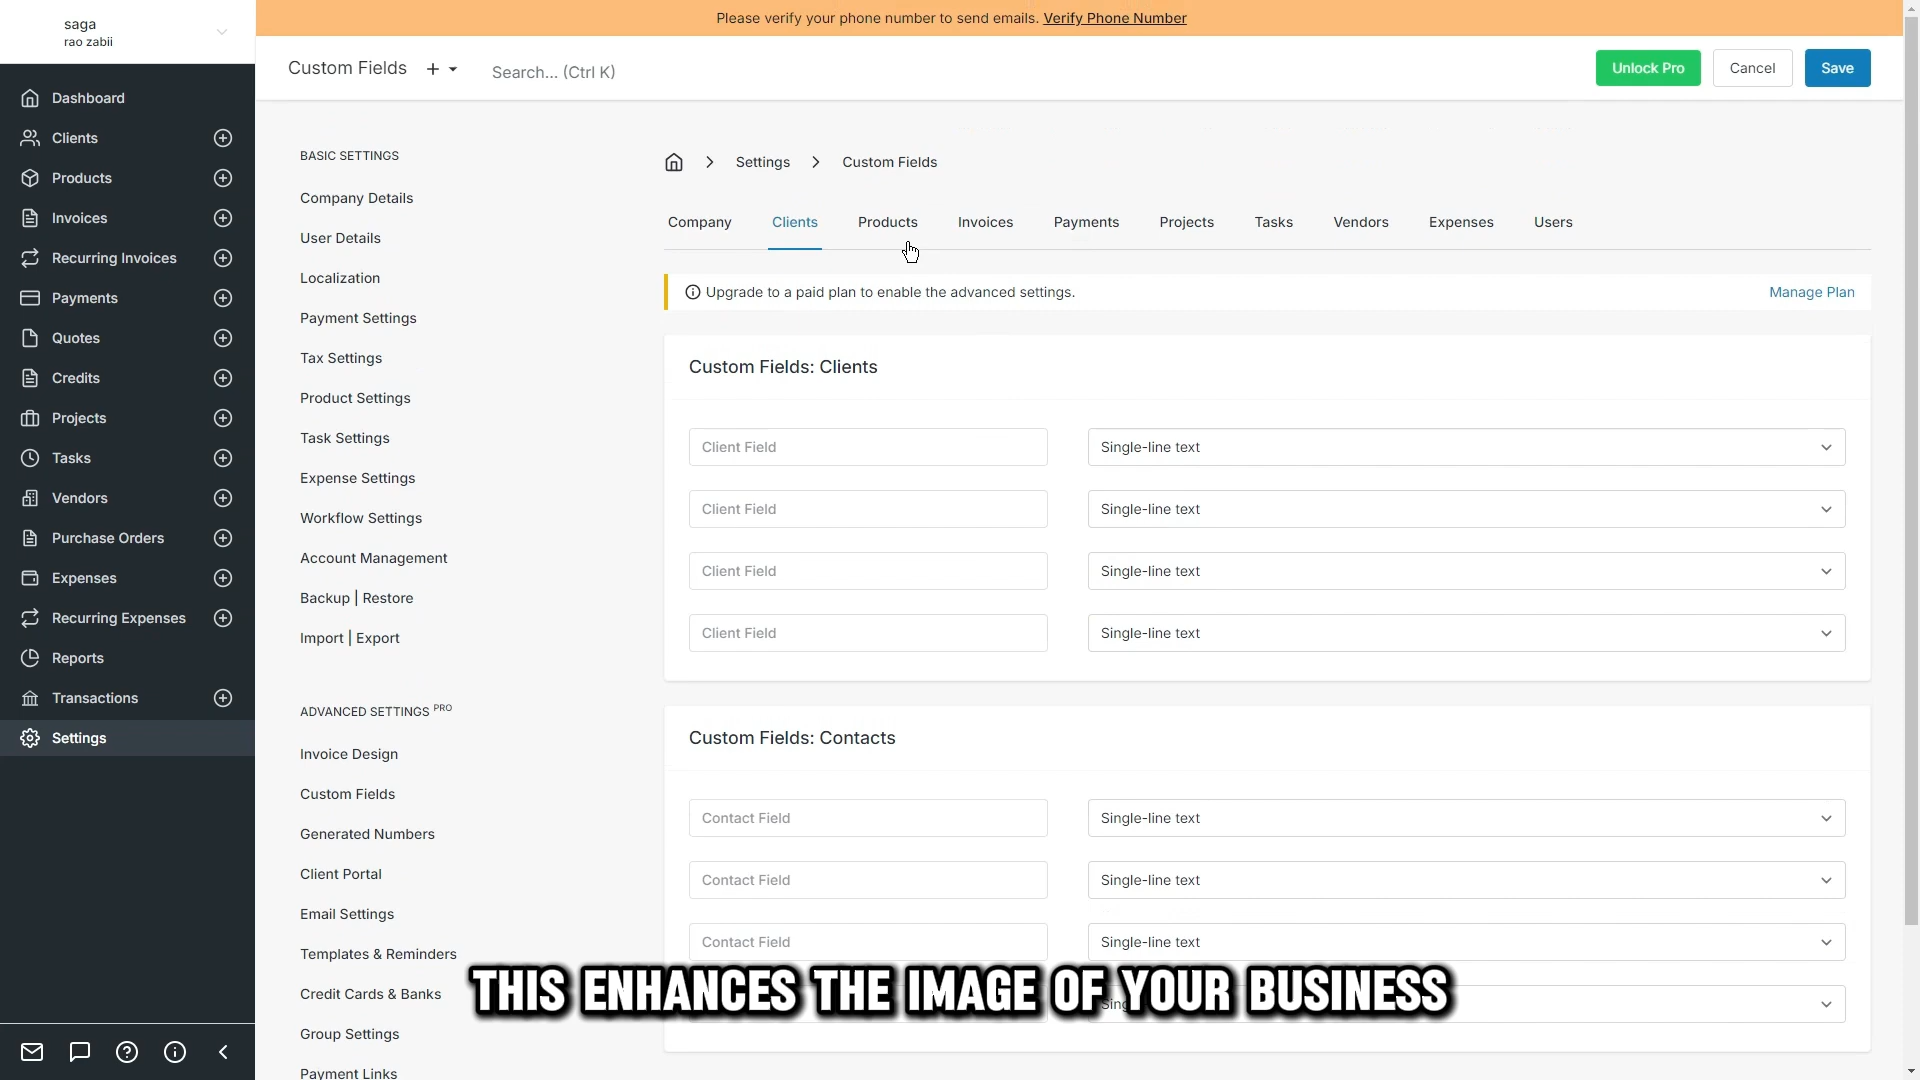 saga
rao zabii
Please verify your phone number to send emails. Verify Phone Number
Custom Fields
Search... (Ctrl K)
Unlock Pro
Cancel
Save
Dashboard
Clients
Products
Invoices
Recurring Invoices
Payments
Quotes
Credits
Projects
Tasks
Vendors
Purchase Orders
Expenses
Recurring Expenses
Reports
Transactions
Settings
BASIC SETTINGS
Company Details
User Details
Localization
Payment Settings
Tax Settings
Product Settings
Task Settings
Expense Settings
Workflow Settings
Account Management
Backup | Restore
Import | Export
ADVANCED SETTINGS PRO
Invoice Design
Custom Fields
Generated Numbers
Client Portal
Email Settings
Templates & Reminders
Credit Cards & Banks
Group Settings
Payment Links
Settings
Custom Fields
Company
Clients
Products
Invoices
Payments
Projects
Tasks
Vendors
Expenses
Users
Upgrade to a paid plan to enable the advanced settings.
Manage Plan
Custom Fields: Clients
Client Field
Single-line text
Client Field
Single-line text
Client Field
Single-line text
Client Field
Single-line text
Custom Fields: Contacts
Contact Field
Single-line text
Contact Field
Single-line text
Contact Field
Single-line text
THIS ENHANCES THE IMAGE OF YOUR BUSINESS